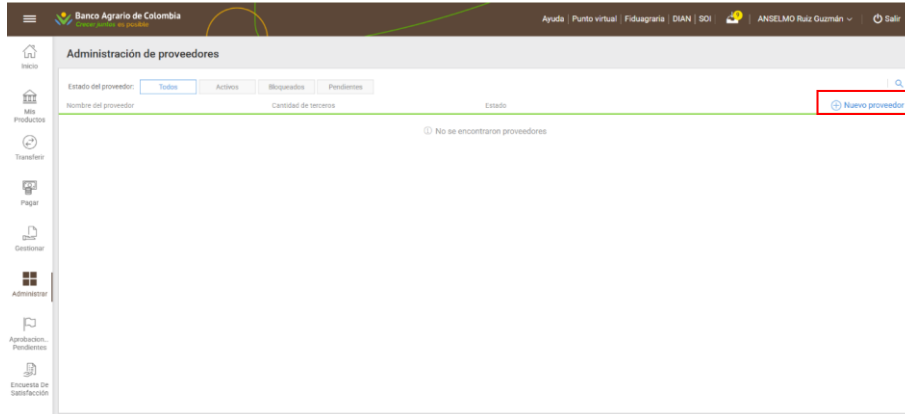 Banco Agrario de Colombia
Crecer juntos es posible
Ayuda | Punto virtual | Fiduagraria | DIAN | SOI | ANSELMO Ruiz Guzmán | Salir
Inicio
Mis
Productos
Transferir
Pagar
Gestionar
Administrar
Aprobacion..
Pendientes
Encuesta De
Satisfacción
Administración de proveedores
Estado del proveedor: Todos Activos Bloqueados Pendientes
Nombre del proveedor Cantidad de terceros Estado Nuevo proveedor
No se encontraron proveedores